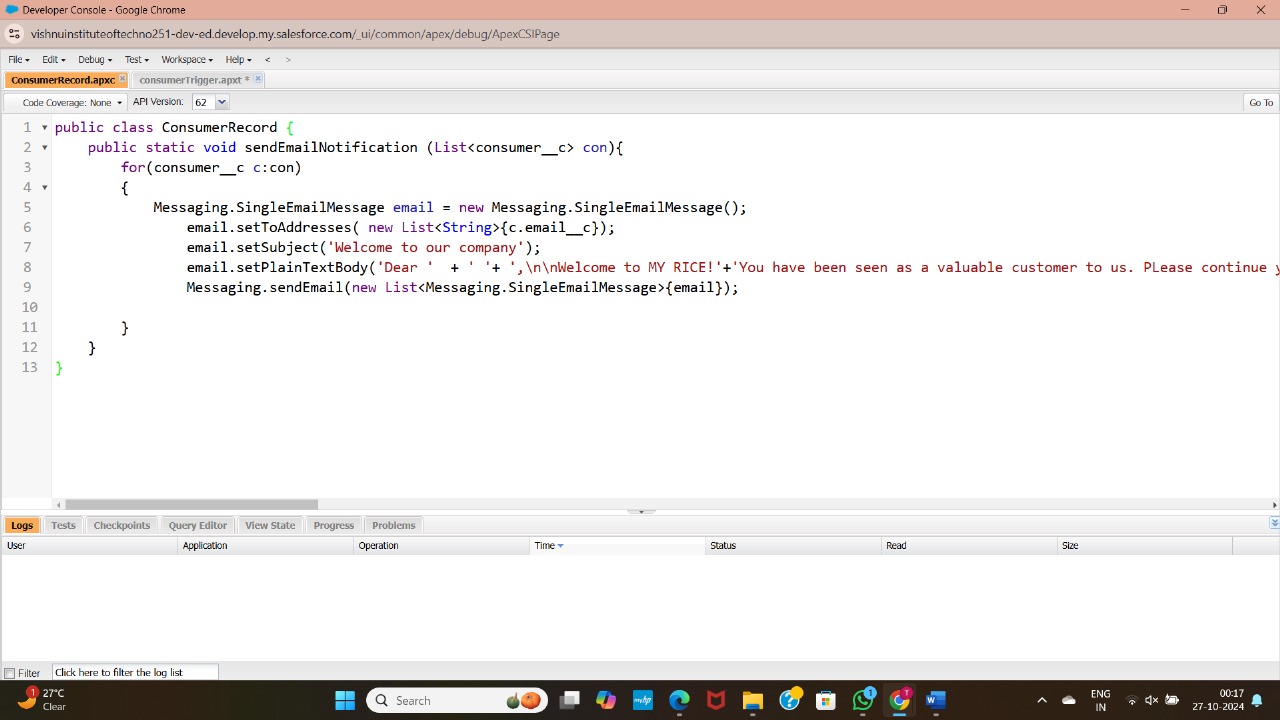 Developer Console - Google Chrome
vishnuinstituteoftechno251-dev-ed.develop.my.salesforce.com/_ui/common/apex/debug/ApexCSIPage
File Edit Debug Test Workspace Help < >
ConsumerRecord.apxc consumerTrigger.apxt *
Code Coverage: None API Version: 62 Go To
1 public class ConsumerRecord {
2 public static void sendEmailNotification (List<consumer__c> con){
3 for(consumer__c c:con)
4 {
5 Messaging.SingleEmailMessage email = new Messaging.SingleEmailMessage();
6 email.setToAddresses( new List<String>{c.email__c});
7 email.setSubject('Welcome to our company');
8 email.setPlainTextBody('Dear '  + ' '+ ',\n\nWelcome to MY RICE!'+'You have been seen as a valuable customer to us. PLease continue
9 Messaging.sendEmail(new List<Messaging.SingleEmailMessage>{email});
10
11 }
12 }
13 }
Logs Tests Checkpoints Query Editor View State Progress Problems
User Application Operation Time Status Read Size
Filter Click here to filter the log list
1 27°C Search 1 T W ENG 00:17
Clear IN 27-10-2024